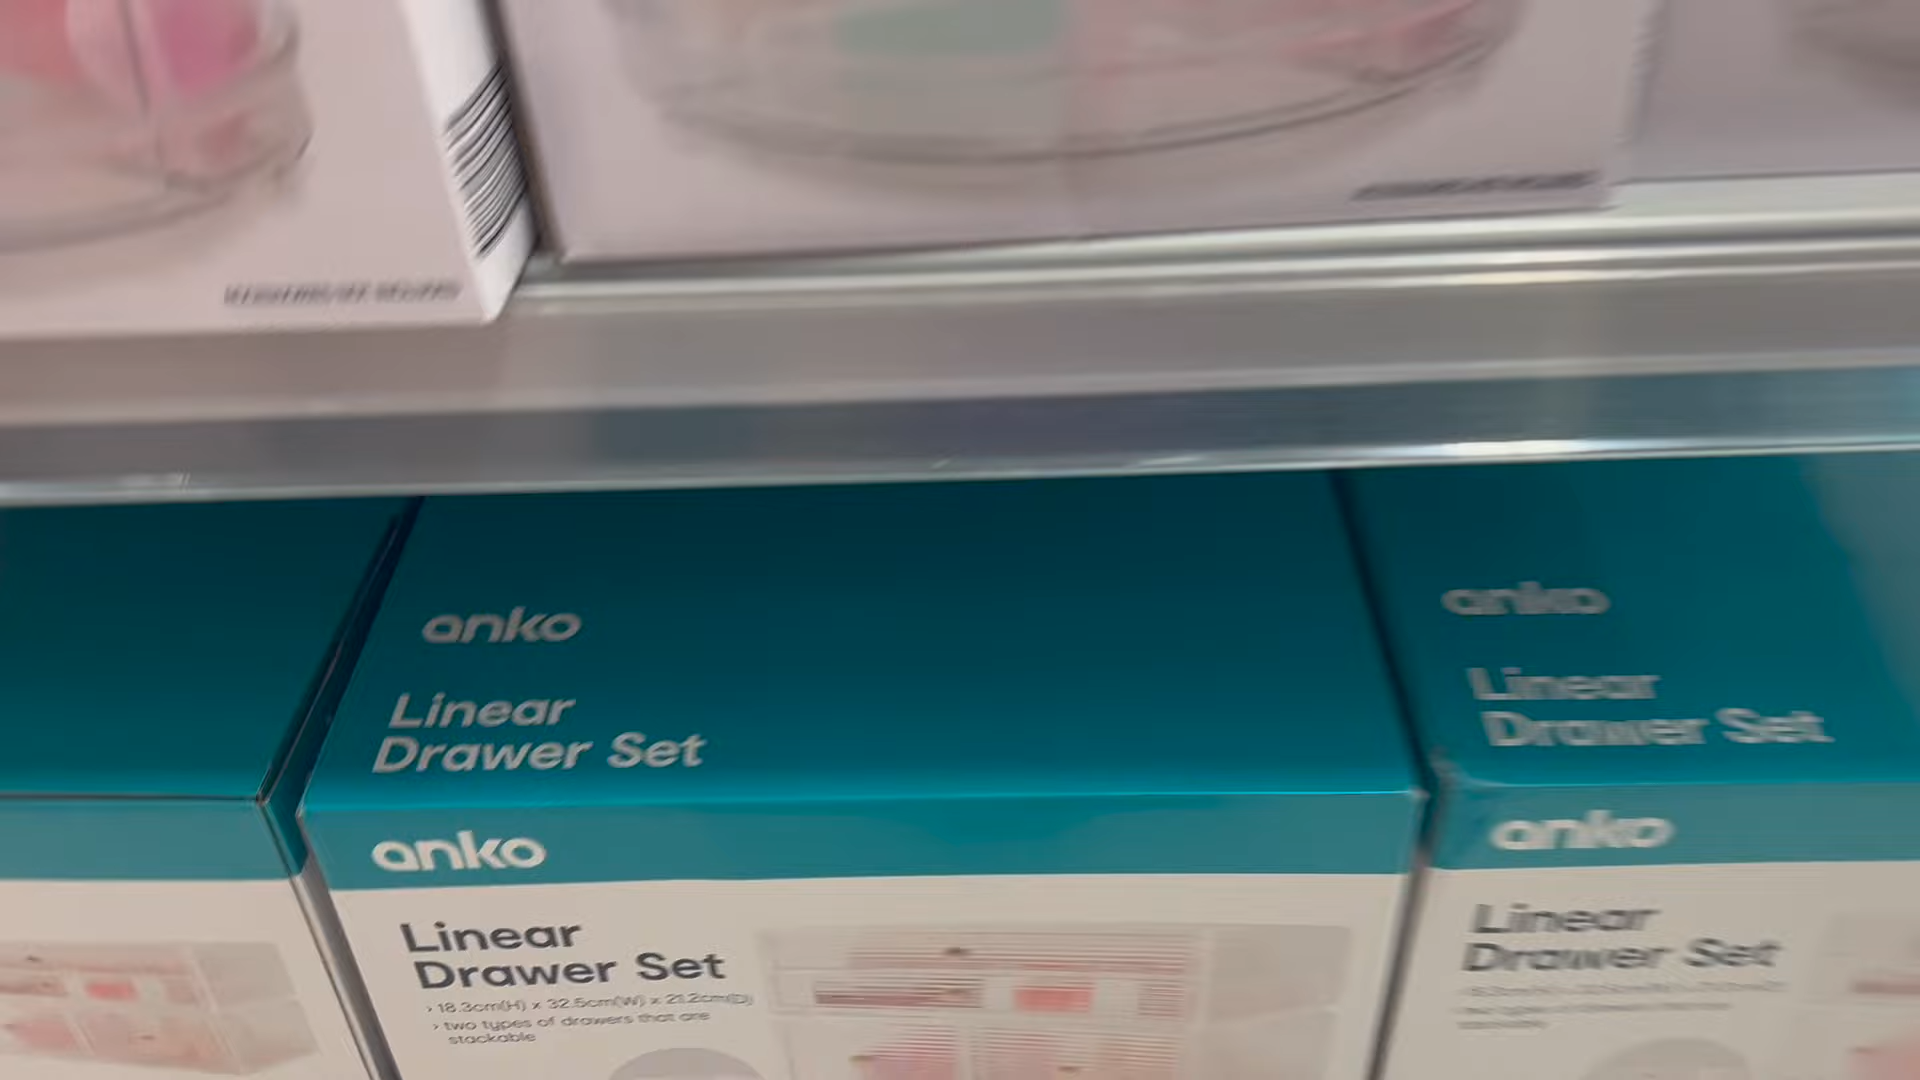 anko
Linear
Drawer Set
anko
Linear
Drawer Set
› 18.3cm(H) x 32.5cm(W) x 21.2cm(D)
› two types of drawers that are
stackable
anko
Linear
Drawer Set
anko
Linear
Drawer Set